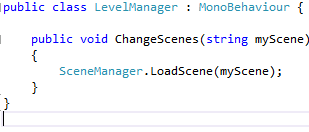 public class LevelManager : MonoBehaviour {
public void ChangeScenes(string myScene)
{
SceneManager.LoadScene(myScene);
}
}